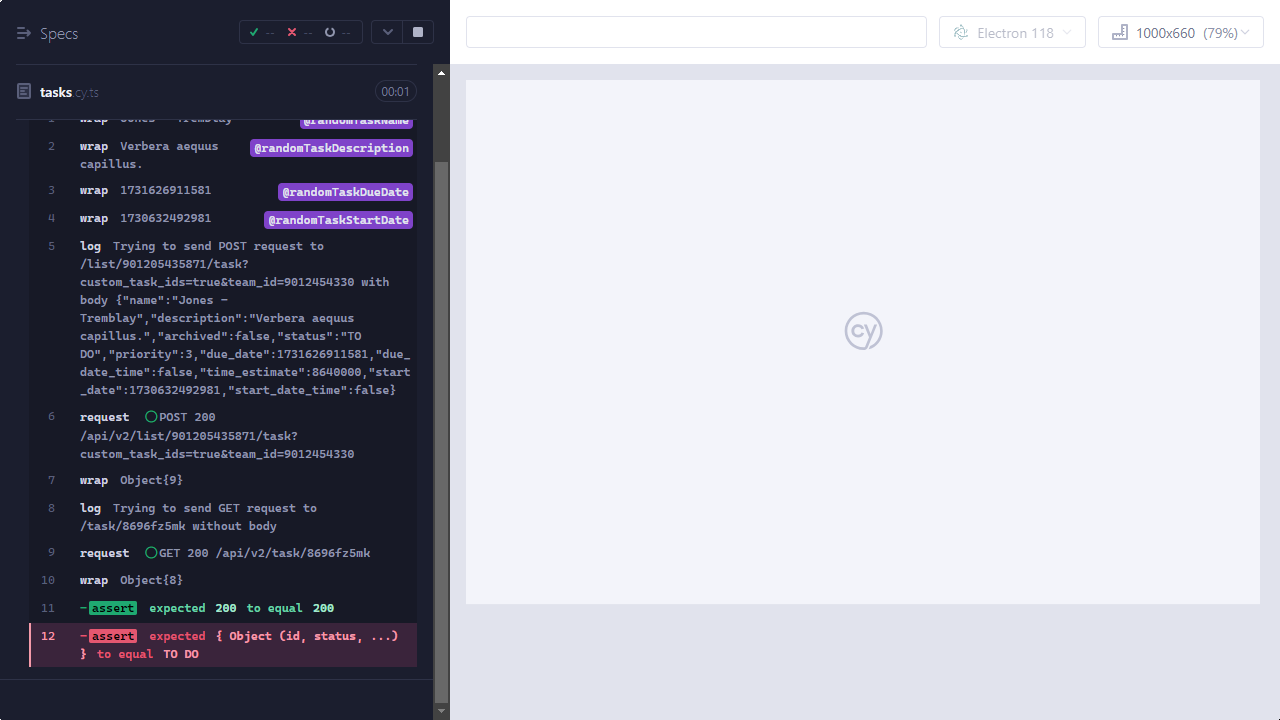 Specs
-- -- --
Electron 118
1000x660 (79%)
tasks.cy.ts
00:01
1 wrap Jones - Tremblay @randomTaskName
2 wrap Verbera aequus @randomTaskDescription
capillus.
3 wrap 1731626911581 @randomTaskDueDate
4 wrap 1730632492981 @randomTaskStartDate
5 log Trying to send POST request to
/list/901205435871/task?
custom_task_ids=true&team_id=9012454330 with
body {"name":"Jones –
Tremblay","description":"Verbera aequus
capillus.","archived":false,"status":"TO
DO","priority":3,"due_date":1731626911581,"due_
date_time":false,"time_estimate":8640000,"start
_date":1730632492981,"start_date_time":false}
6 request POST 200
/api/v2/list/901205435871/task?
custom_task_ids=true&team_id=9012454330
7 wrap Object{9}
8 log Trying to send GET request to
/task/8696fz5mk without body
9 request GET 200 /api/v2/task/8696fz5mk
10 wrap Object{8}
11 -assert expected 200 to equal 200
12 -assert expected { Object (id, status, ...)
} to equal TO DO
cy